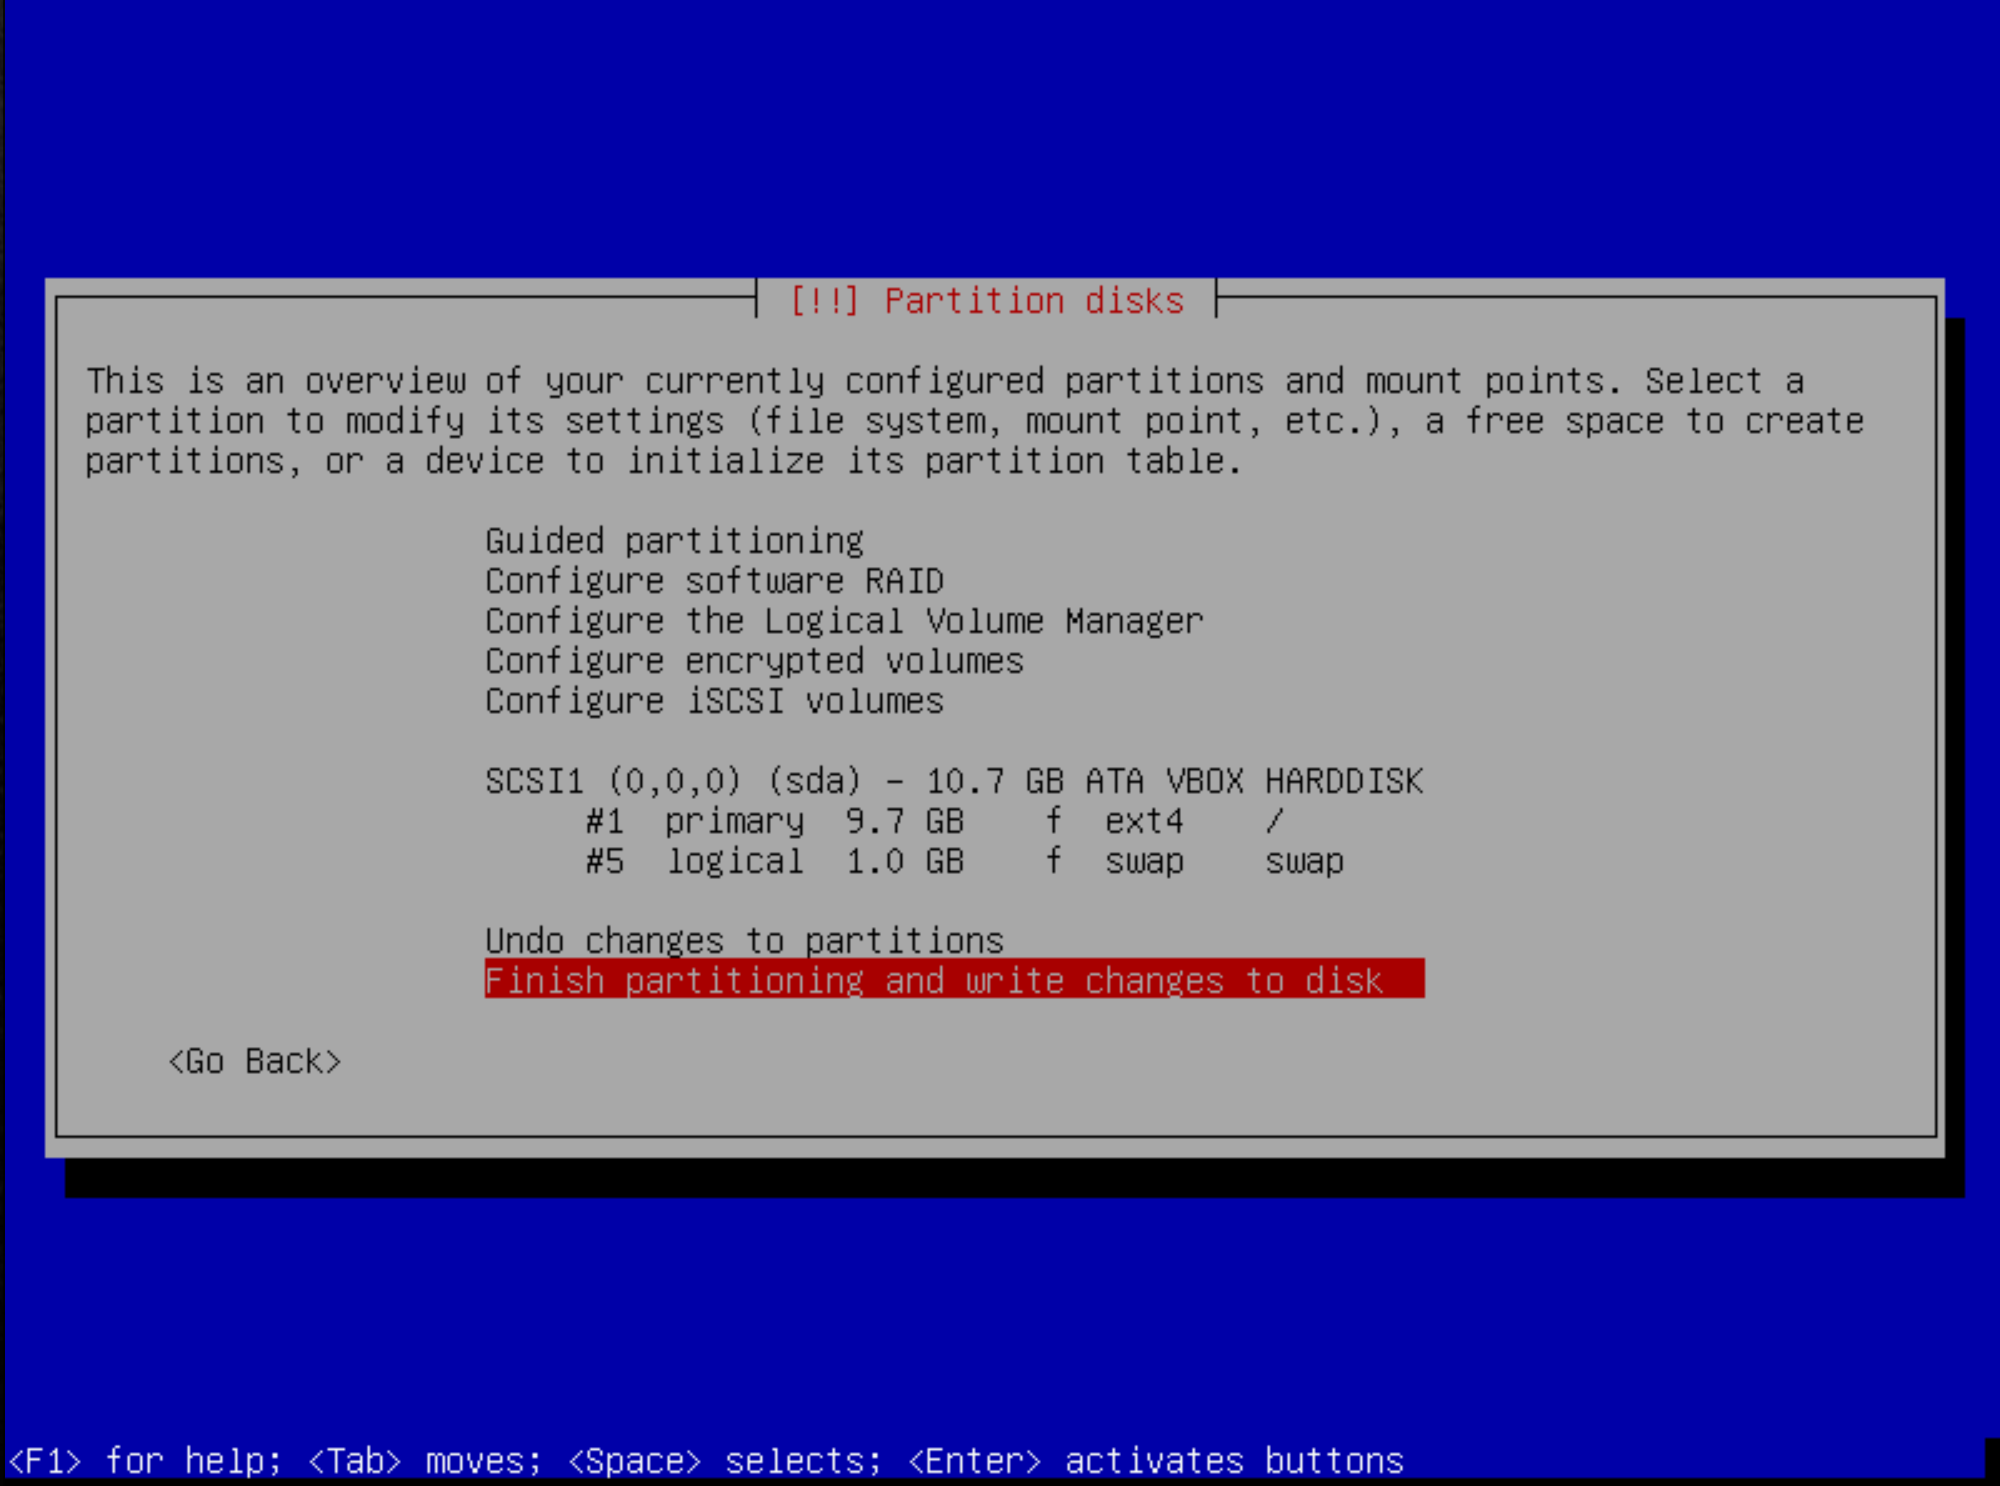 [!!] Partition disks
This is an overview of your currently configured partitions and mount points. Select a
partition to modify its settings (file system, mount point, etc.), a free space to create
partitions, or a device to initialize its partition table.
Guided partitioning
Configure software RAID
Configure the Logical Volume Manager
Configure encrypted volumes
Configure iSCSI volumes
SCSI1 (0,0,0) (sda) - 10.7 GB ATA VBOX HARDDISK
#1 primary 9.7 GB f ext4 /
#5 logical 1.0 GB f swap swap
Undo changes to partitions
Finish partitioning and write changes to disk
<Go Back>
<F1> for help; <Tab> moves; <Space> selects; <Enter> activates buttons